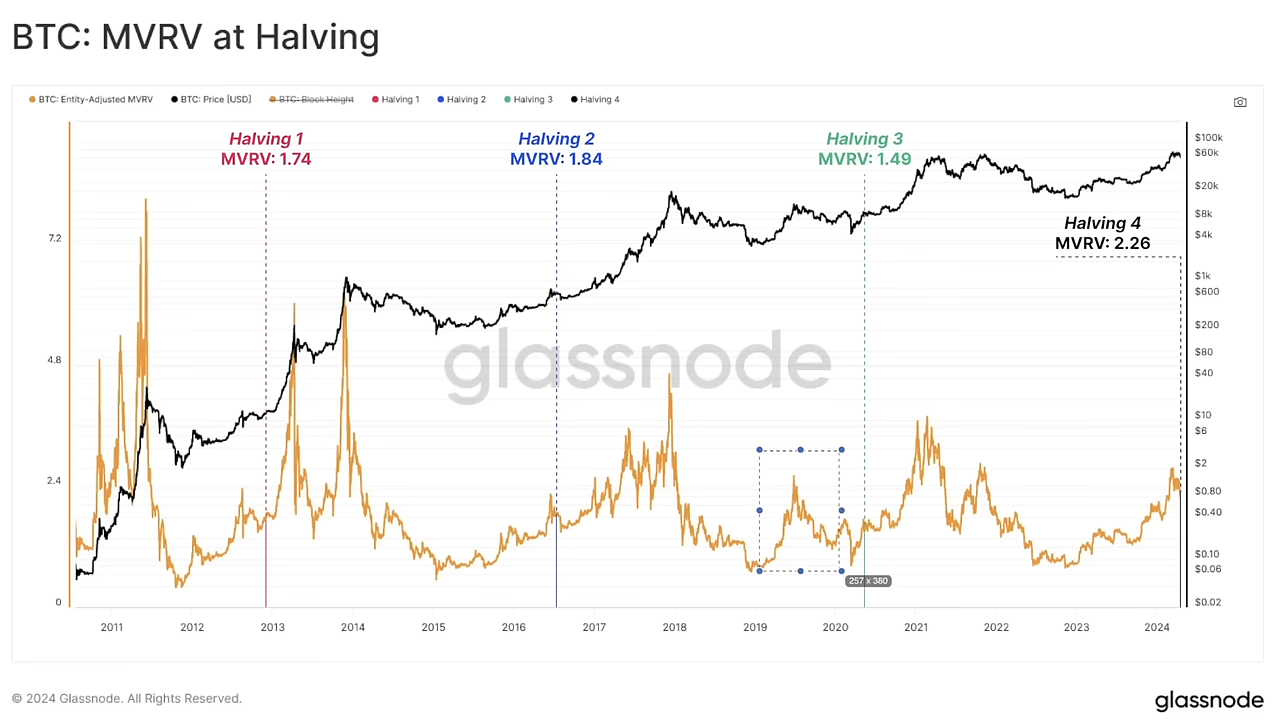 BTC: MVRV at Halving
BTC: Entity-Adjusted MVRV BTC: Price [USD] BTC: Block Height Halving 1 Halving 2 Halving 3 Halving 4
Halving 1
MVRV: 1.74
Halving 2
MVRV: 1.84
Halving 3
MVRV: 1.49
Halving 4
MVRV: 2.26
7.2
4.8
2.4
0
$100k
$60k
$20k
$8k
$4k
$1k
$600
$200
$80
$40
$10
$6
$2
$0.80
$0.40
$0.10
$0.06
$0.02
glassnode
257 x 380
2011 2012 2013 2014 2015 2016 2017 2018 2019 2020 2021 2022 2023 2024
© 2024 Glassnode. All Rights Reserved.
glassnode